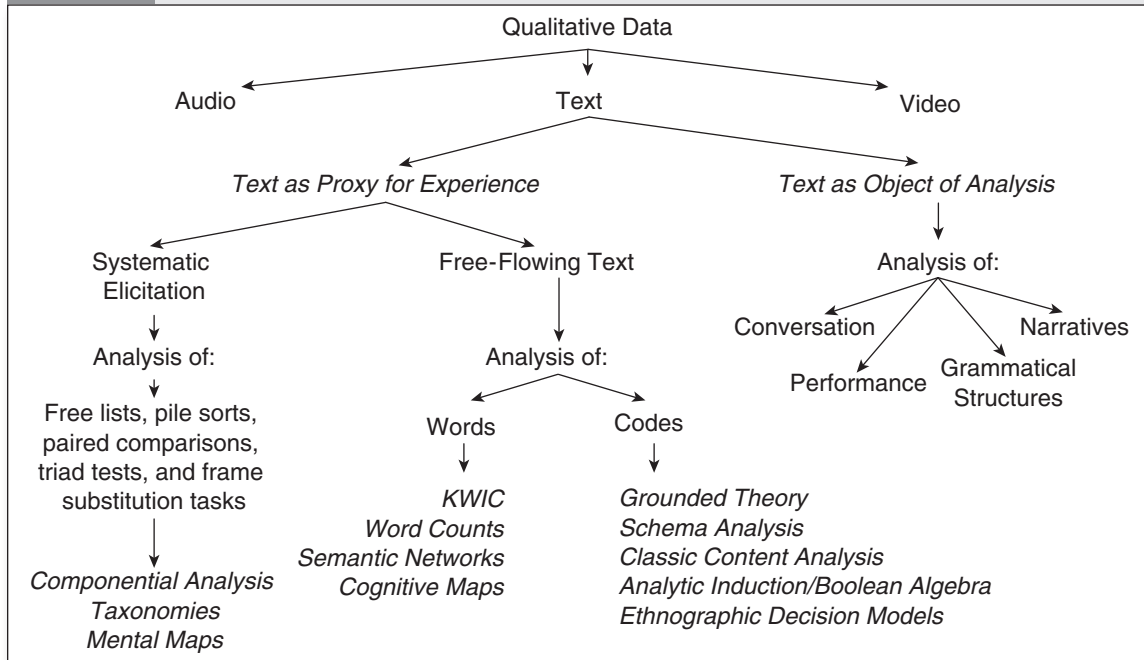 Qualitative Data
Audio
Text
Video
Text as Proxy for Experience
Text as Object of Analysis
Systematic
Elicitation
Free-Flowing Text
Analysis of:
Analysis of:
Free lists, pile sorts,
paired comparisons,
triad tests, and frame
substitution tasks
Componential Analysis
Taxonomies
Mental Maps
Analysis of:
Words
Codes
KWIC
Word Counts
Semantic Networks
Cognitive Maps
Grounded Theory
Schema Analysis
Classic Content Analysis
Analytic Induction/Boolean Algebra
Ethnographic Decision Models
Conversation
Narratives
Performance
Grammatical
Structures